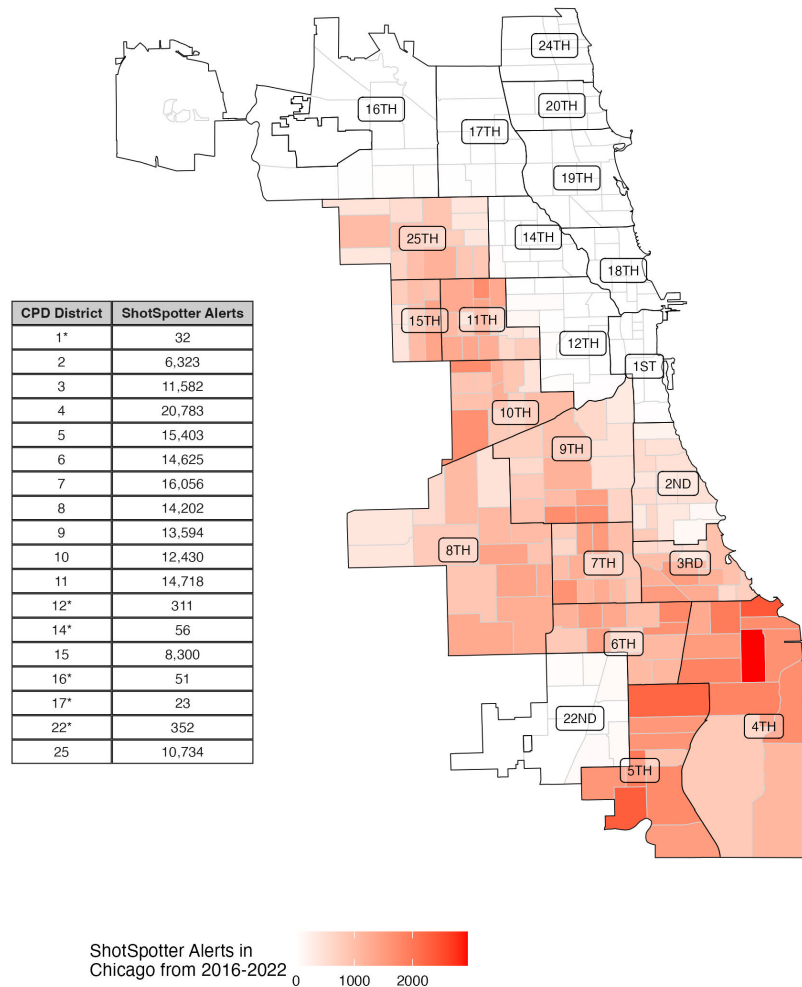 24TH
16TH
20TH
17TH
19TH
25TH
14TH
18TH
15TH
11TH
12TH
1ST
10TH
9TH
2ND
8TH
7TH
3RD
6TH
22ND
4TH
5TH
CPD District ShotSpotter Alerts
1* 32
2 6,323
3 11,582
4 20,783
5 15,403
6 14,625
7 16,056
8 14,202
9 13,594
10 12,430
11 14,718
12* 311
14* 56
15 8,300
16* 51
17* 23
22* 352
25 10,734
ShotSpotter Alerts in
Chicago from 2016-2022
0 1000 2000